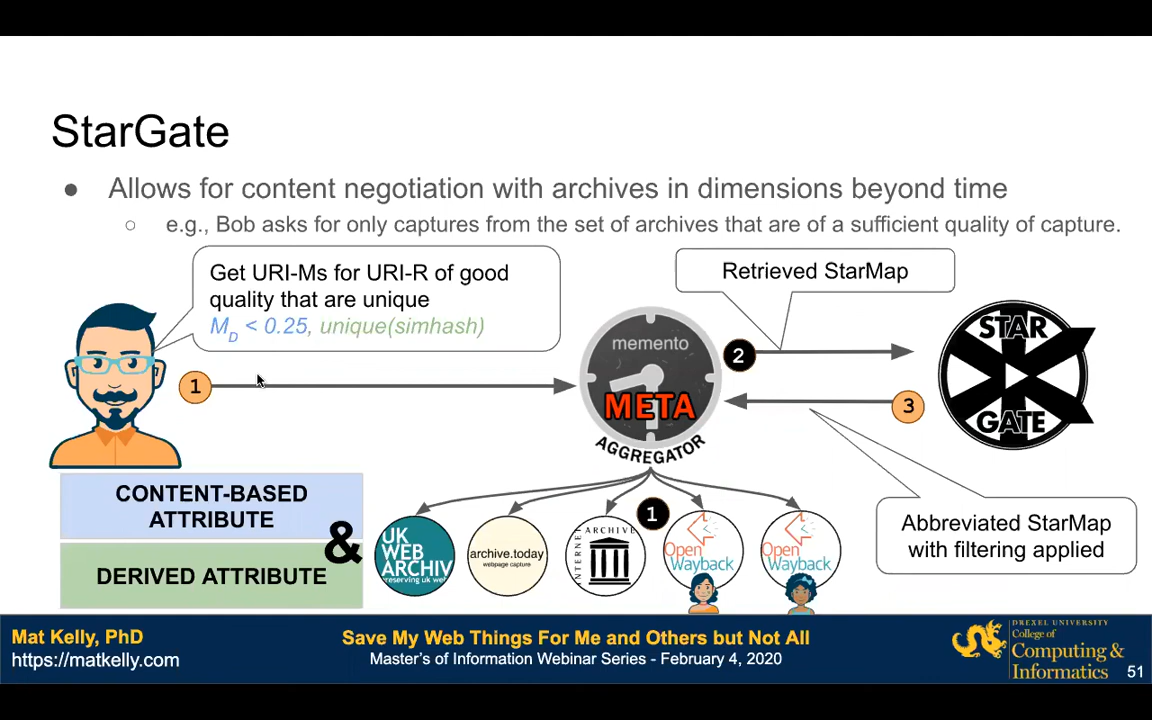 StarGate
● Allows for content negotiation with archives in dimensions beyond time
○ e.g., Bob asks for only captures from the set of archives that are of a sufficient quality of capture.
Get URI-Ms for URI-R of good
quality that are unique
M_D < 0.25, unique(simhash)
Retrieved StarMap
1
memento
META
AGGREGATOR
2
3
STAR
GATE
CONTENT-BASED
ATTRIBUTE
&
DERIVED ATTRIBUTE
UK
WEB
ARCHIV
reserving uk web
archive.today
webpage capture
INTERNET ARCHIVE
1
Open
Wayback
Open
Wayback
Abbreviated StarMap
with filtering applied
Mat Kelly, PhD
https://matkelly.com
Save My Web Things For Me and Others but Not All
Master's of Information Webinar Series - February 4, 2020
DREXEL UNIVERSITY
College of
Computing &
Informatics
51